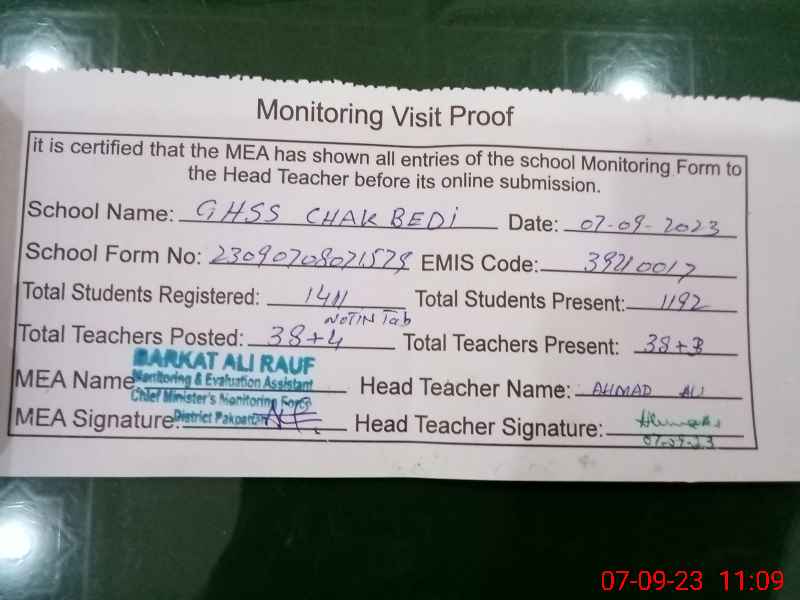 Monitoring Visit Proof
it is certified that the MEA has shown all entries of the school Monitoring Form to
the Head Teacher before its online submission.
School Name: GHSS CHAK BEDI Date: 07-09-2023
School Form No: EMIS Code: 39210017
Total Students Registered: 1411 Total Students Present: 1192
NOT IN Tab
Total Teachers Posted: 38+4 Total Teachers Present: 38+3
BARKAT ALI RAUF
MEA Name Monitoring & Evaluation Assistant Head Teacher Name: AHMAD ALI
Chief Minister's Monitoring Force
MEA Signature: District Pakpattan Head Teacher Signature:
07-09-23
07-09-23 11:09